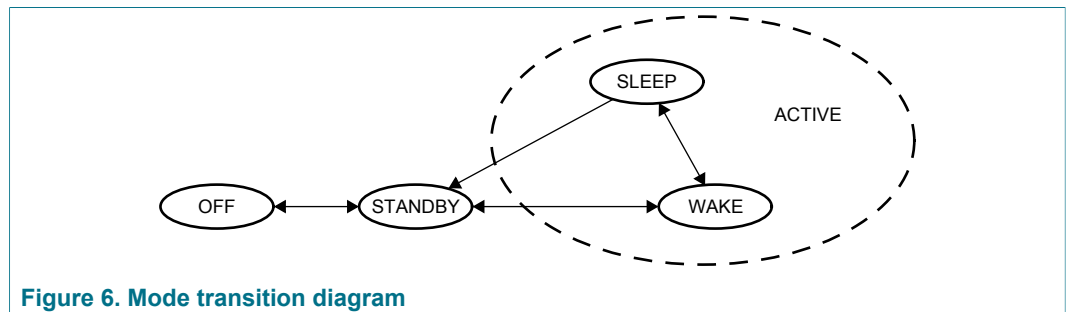 SLEEP
ACTIVE
OFF
STANDBY
WAKE
Figure 6. Mode transition diagram